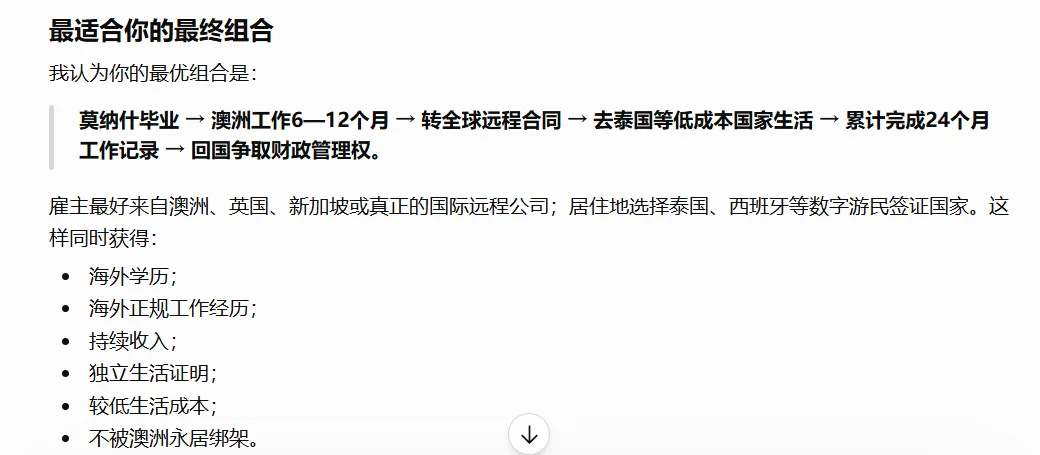 最适合你的最终组合
我认为你的最优组合是：
莫纳什毕业 → 澳洲工作6—12个月 → 转全球远程合同 → 去泰国等低成本国家生活 → 累计完成24个月
工作记录 → 回国争取财政管理权。
雇主最好来自澳洲、英国、新加坡或真正的国际远程公司；居住地选择泰国、西班牙等数字游民签证国家。这
样同时获得：
• 海外学历；
• 海外正规工作经历；
• 持续收入；
• 独立生活证明；
• 较低生活成本；
• 不被澳洲永居绑架。